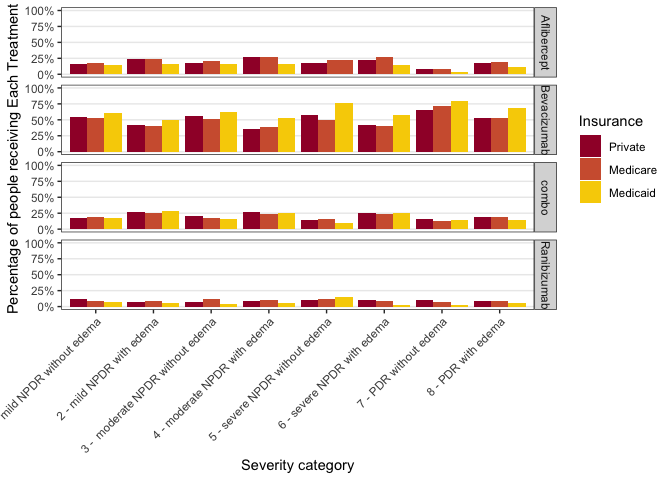 Percentage of people receiving Each Treatment
100%
75%
50%
25%
0%
Aflibercept
100%
75%
50%
25%
0%
Bevacizumab
100%
75%
50%
25%
0%
combo
100%
75%
50%
25%
0%
Ranibizumab
mild NPDR without edema
2 - mild NPDR with edema
3 - moderate NPDR without edema
4 - moderate NPDR with edema
5 - severe NPDR without edema
6 - severe NPDR with edema
7 - PDR without edema
8 - PDR with edema
Severity category
Insurance
Private
Medicare
Medicaid